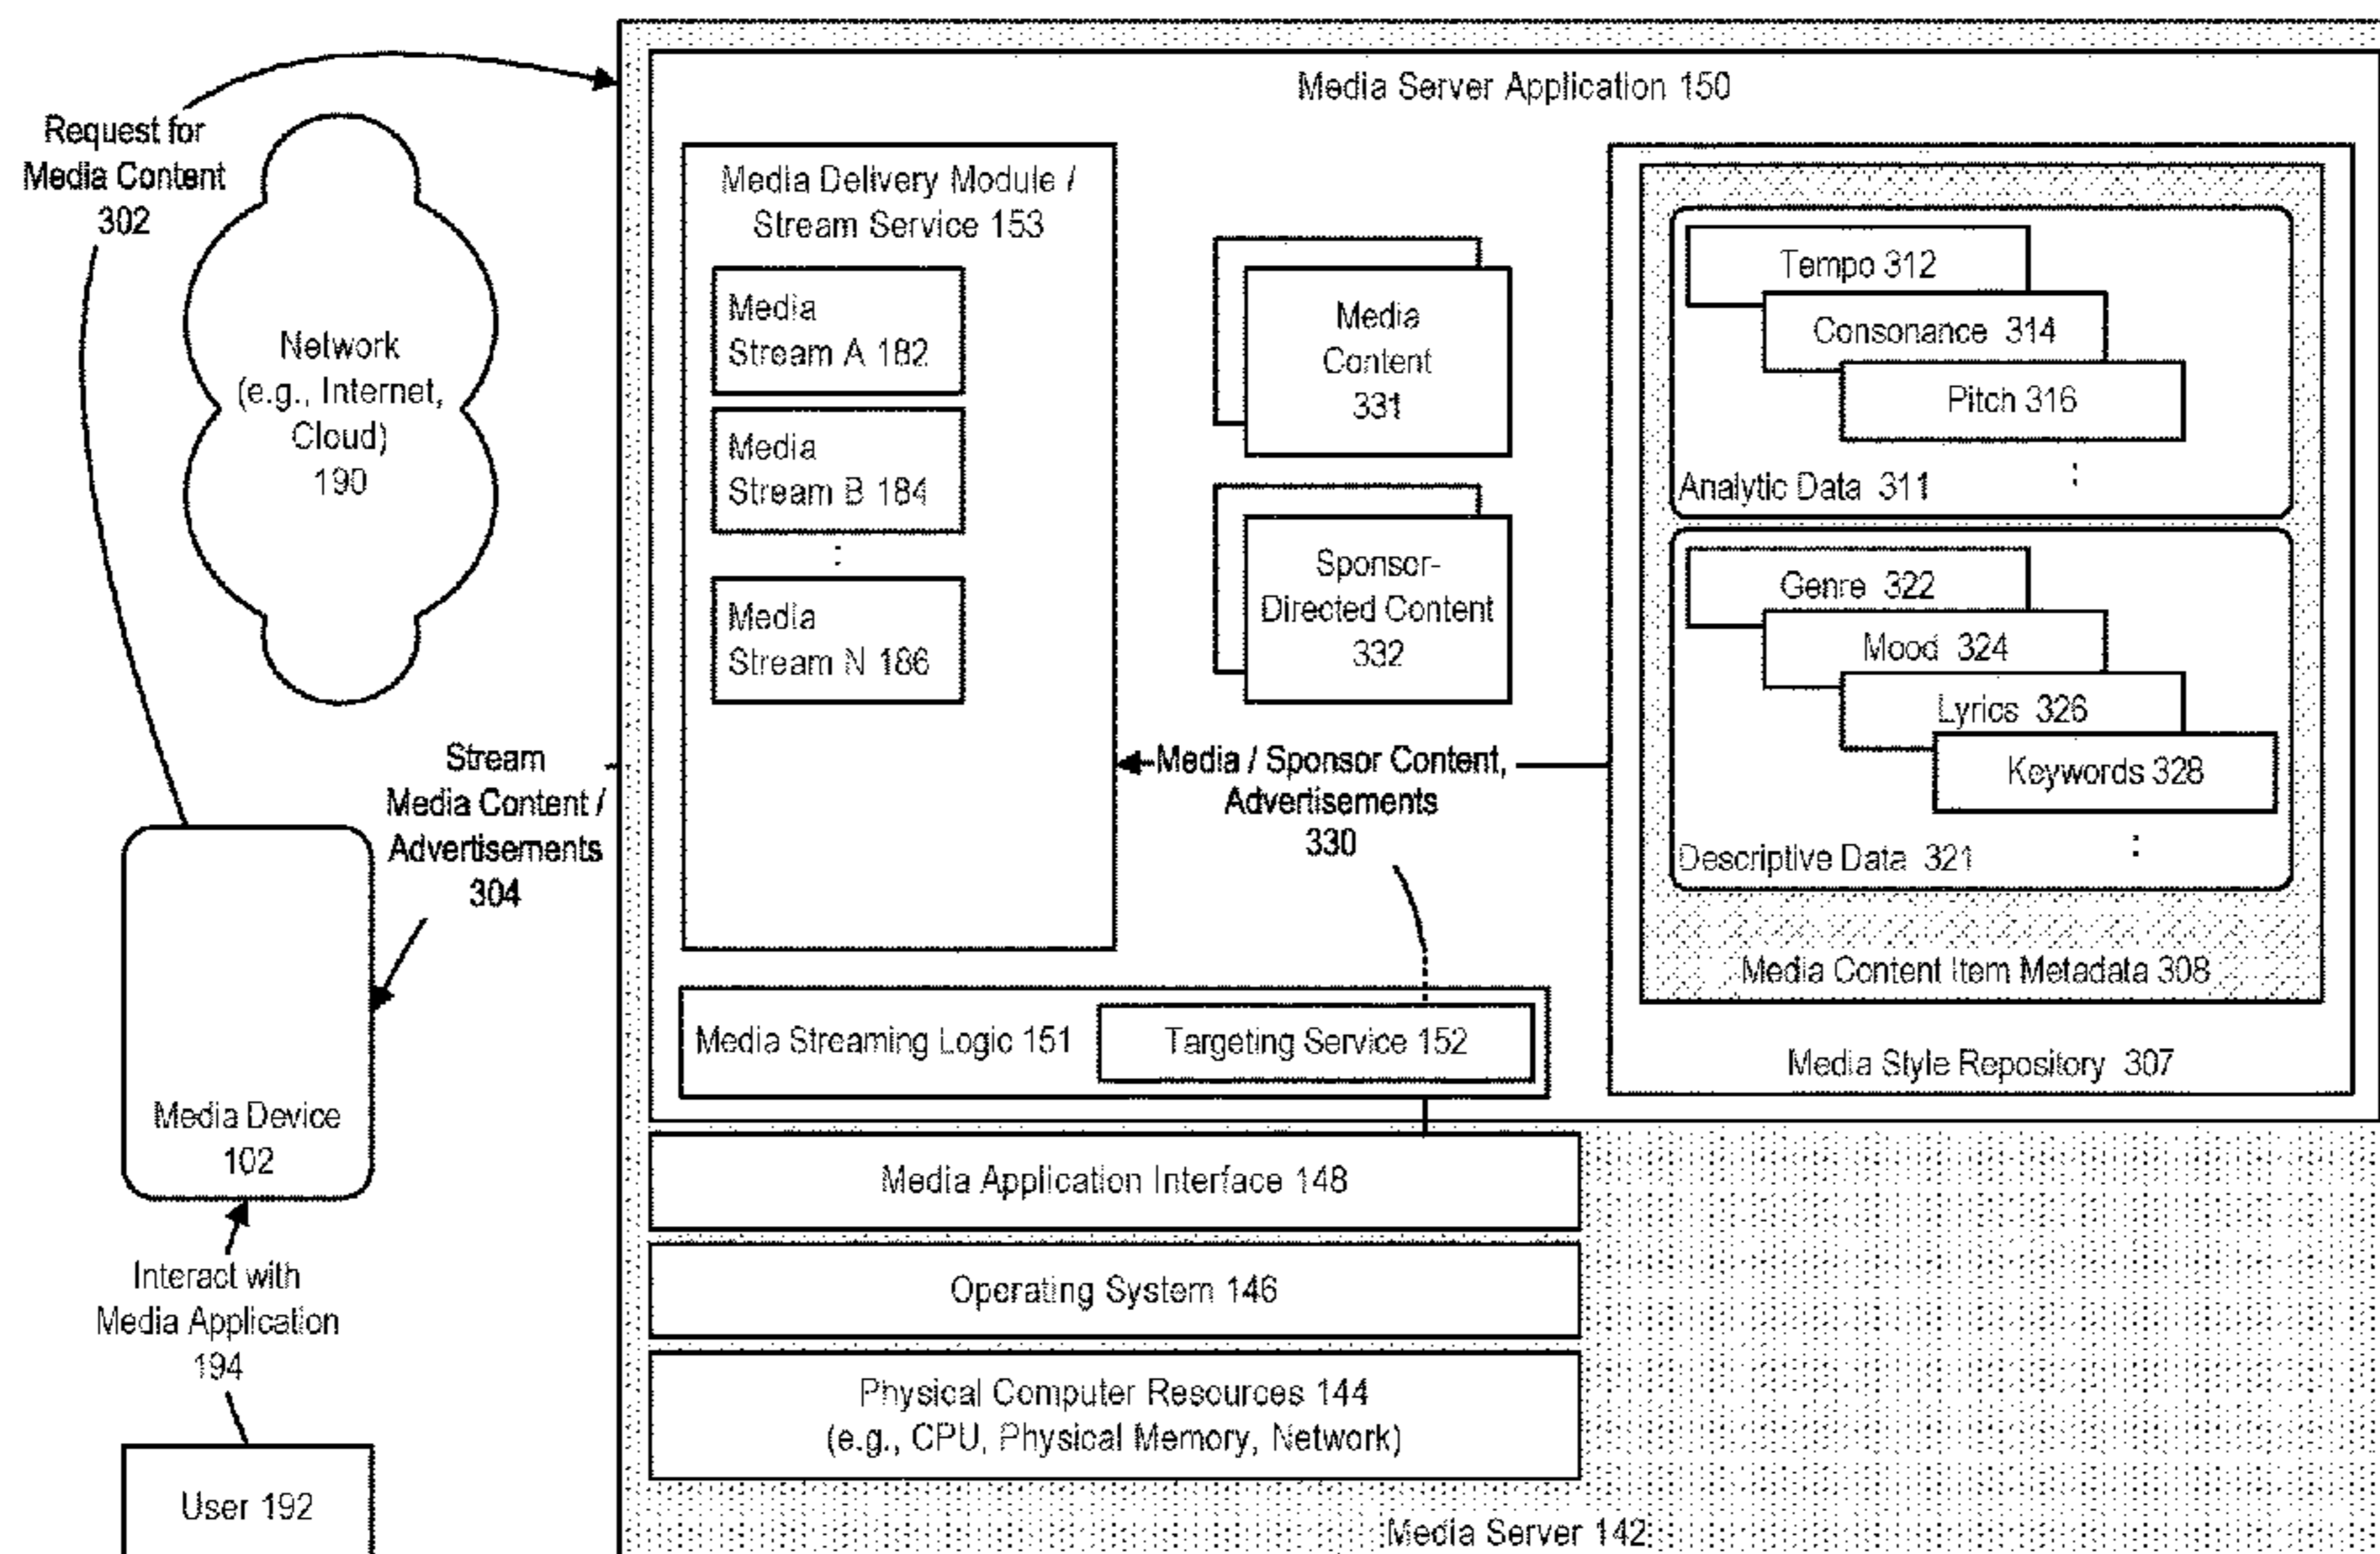 Request for
Media Content
302
Network
(e.g., Internet,
Cloud)
190
Stream
Media Content /
Advertisements
304
Media Device
102
Interact with
Media Application
194
User 192
Media Server Application 150
Media Delivery Module /
Stream Service 153
Media
Stream A 182
Media
Stream B 184
:
Media
Stream N 186
Media
Content
331
Sponsor-
Directed Content
332
Media / Sponsor Content,
Advertisements
330
Media Streaming Logic 151
Targeting Service 152
Tempo 312
Consonance 314
Pitch 316
:
Analytic Data 311
Genre 322
Mood 324
Lyrics 326
Keywords 328
:
Descriptive Data 321
Media Content Item Metadata 308
Media Style Repository 307
Media Application Interface 148
Operating System 146
Physical Computer Resources 144
(e.g., CPU, Physical Memory, Network)
Media Server 142